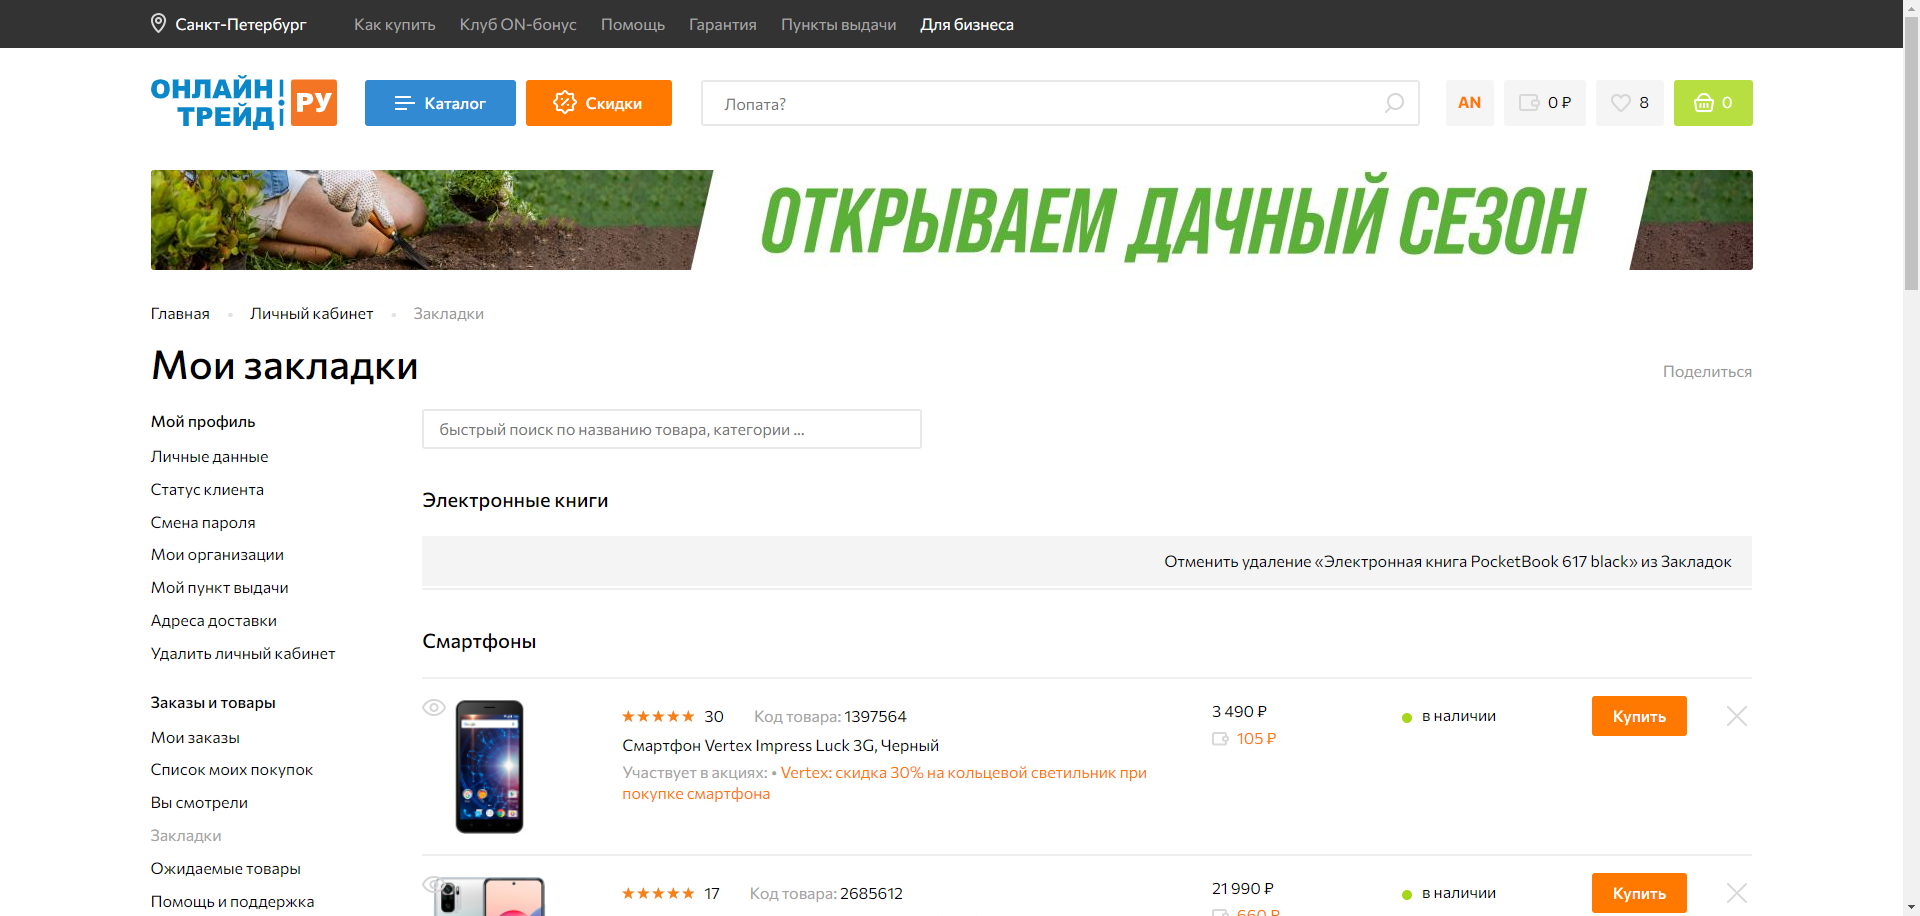 Санкт-Петербург Как купить Клуб ON-бонус Помощь Гарантия Пункты выдачи Для бизнеса
ОНЛАЙН ТРЕЙД РУ Каталог Скидки Лопата? AN 0 ₽ 8 0
ОТКРЫВАЕМ ДАЧНЫЙ СЕЗОН
Главная Личный кабинет Закладки
Мои закладки
Поделиться
Мой профиль
Личные данные
Статус клиента
Смена пароля
Мои организации
Мой пункт выдачи
Адреса доставки
Удалить личный кабинет
Заказы и товары
Мои заказы
Список моих покупок
Вы смотрели
Закладки
Ожидаемые товары
Помощь и поддержка
быстрый поиск по названию товара, категории ...
Электронные книги
Отменить удаление «Электронная книга PocketBook 617 black» из Закладок
Смартфоны
30 Код товара: 1397564
Смартфон Vertex Impress Luck 3G, Черный
Участвует в акциях: • Vertex: скидка 30% на кольцевой светильник при
покупке смартфона
3 490 ₽
105 ₽
в наличии
Купить
17 Код товара: 2685612
21 990 ₽
660 ₽
в наличии
Купить